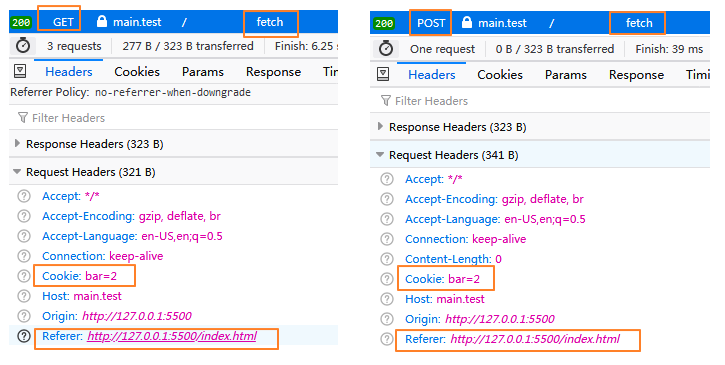 200 GET main.test / fetch
3 requests 277 B / 323 B transferred Finish: 6.25 s
Headers Cookies Params Response Timi
Referrer Policy: no-referrer-when-downgrade
Filter Headers
Response Headers (323 B)
Request Headers (321 B)
Accept: */*
Accept-Encoding: gzip, deflate, br
Accept-Language: en-US,en;q=0.5
Connection: keep-alive
Cookie: bar=2
Host: main.test
Origin: http://127.0.0.1:5500
Referer: http://127.0.0.1:5500/index.html
200 POST main.test / fetch
One request 0 B / 323 B transferred Finish: 39 ms
Headers Cookies Params Response Tim
Filter Headers
Response Headers (323 B)
Request Headers (341 B)
Accept: */*
Accept-Encoding: gzip, deflate, br
Accept-Language: en-US,en;q=0.5
Connection: keep-alive
Content-Length: 0
Cookie: bar=2
Host: main.test
Origin: http://127.0.0.1:5500
Referer: http://127.0.0.1:5500/index.html